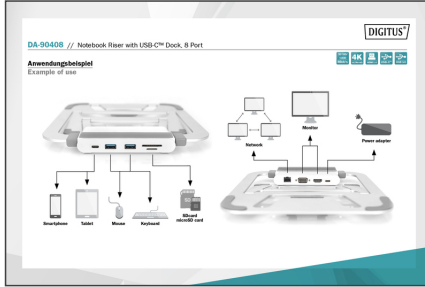 DIGITUS®
DA-90408 // Notebook Riser with USB-C™ Dock, 8 Port
4K
Anwendungsbeispiel
Example of use
Network
Monitor
Power adapter
Smartphone
Tablet
Mouse
Keyboard
SDcard
microSD card